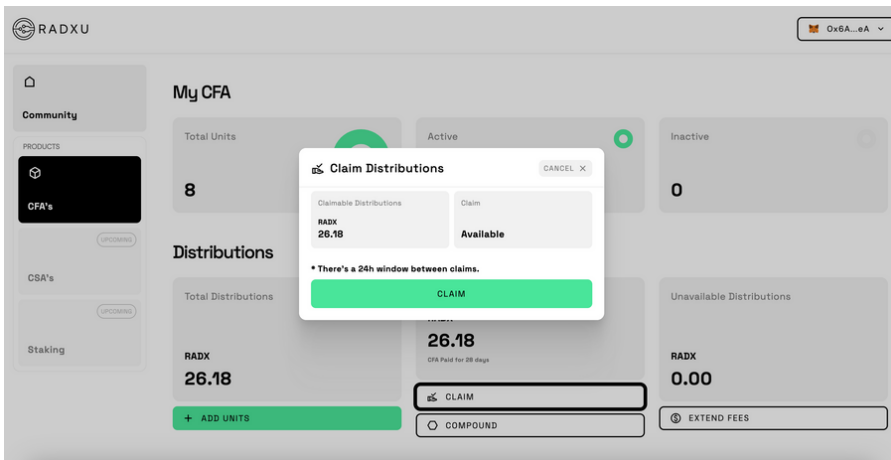 RADXU
0x6A...eA
Community
PRODUCTS
CFA's
UPCOMING
CSA's
UPCOMING
Staking
My CFA
Total Units
8
Active
Inactive
0
Claim Distributions
CANCEL X
Claimable Distributions
RADX
26.18
Claim
Available
* There's a 24h window between claims.
CLAIM
Distributions
Total Distributions
RADX
26.18
+ ADD UNITS
26.18
CFA Paid for 28 days
CLAIM
COMPOUND
Unavailable Distributions
RADX
0.00
EXTEND FEES